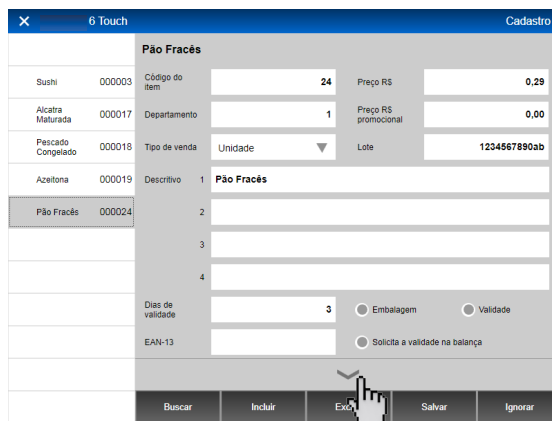 6 Touch Cadastro
Pão Fracês
Sushi 000003
Alcatra Maturada 000017
Pescado Congelado 000018
Azeitona 000019
Pão Fracês 000024
Código do item 24
Preço R$ 0,29
Departamento 1
Preço R$ promocional 0,00
Tipo de venda Unidade
Lote 1234567890ab
Descritivo 1 Pão Fracês
2
3
4
Dias de validade 3
Embalagem
Validade
EAN-13
Solicita a validade na balança
Buscar Incluir Salvar Ignorar